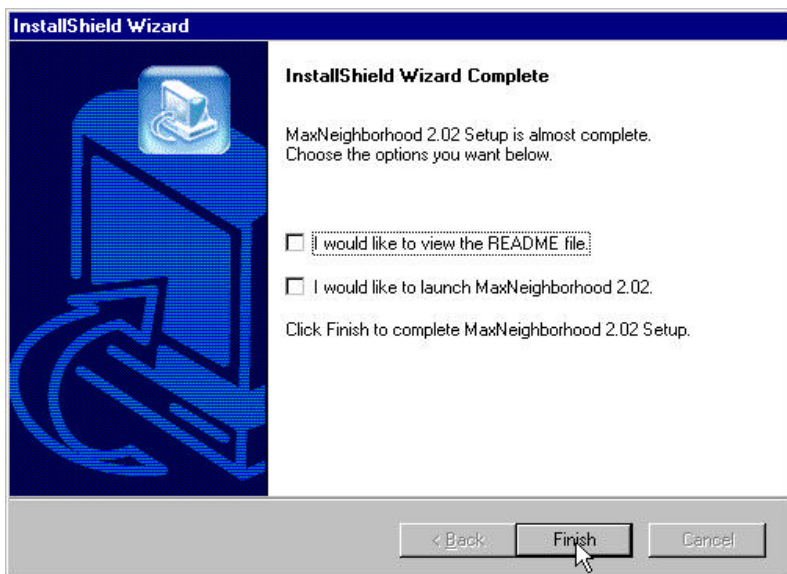 InstallShield Wizard
InstallShield Wizard Complete
MaxNeighborhood 2.02 Setup is almost complete.
Choose the options you want below.
I would like to view the README file.
I would like to launch MaxNeighborhood 2.02.
Click Finish to complete MaxNeighborhood 2.02 Setup.
< Back Finish Cancel